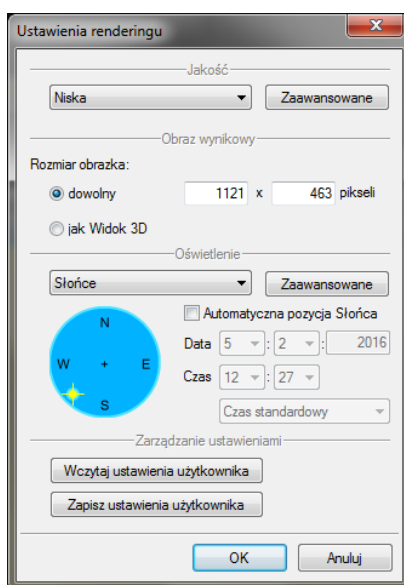 Ustawienia renderingu
Jakość
Niska Zaawansowane
Obraz wynikowy
Rozmiar obrazka:
dowolny 1121 x 463 pikseli
jak Widok 3D
Oświetlenie
Słońce Zaawansowane
Automatyczna pozycja Słońca
N
W + E
S
Data 5 : 2 : 2016
Czas 12 : 27
Czas standardowy
Zarządzanie ustawieniami
Wczytaj ustawienia użytkownika
Zapisz ustawienia użytkownika
OK Anuluj